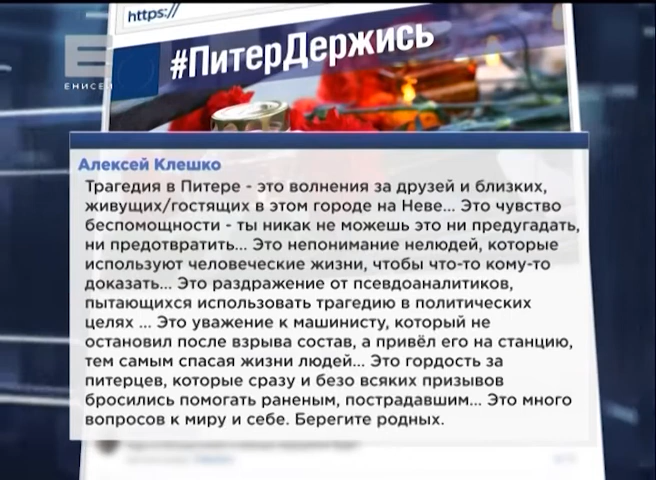 https://
#ПитерДержись
ЕНИСЕЙ
Алексей Клешко
Трагедия в Питере - это волнения за друзей и близких,
живущих/гостящих в этом городе на Неве... Это чувство
беспомощности - ты никак не можешь это ни предугадать,
ни предотвратить... Это непонимание нелюдей, которые
используют человеческие жизни, чтобы что-то кому-то
доказать... Это раздражение от псевдоаналитиков,
пытающихся использовать трагедию в политических
целях ... Это уважение к машинисту, который не
остановил после взрыва состав, а привёл его на станцию,
тем самым спасая жизни людей... Это гордость за
питерцев, которые сразу и безо всяких призывов
бросились помогать раненым, пострадавшим... Это много
вопросов к миру и себе. Берегите родных.